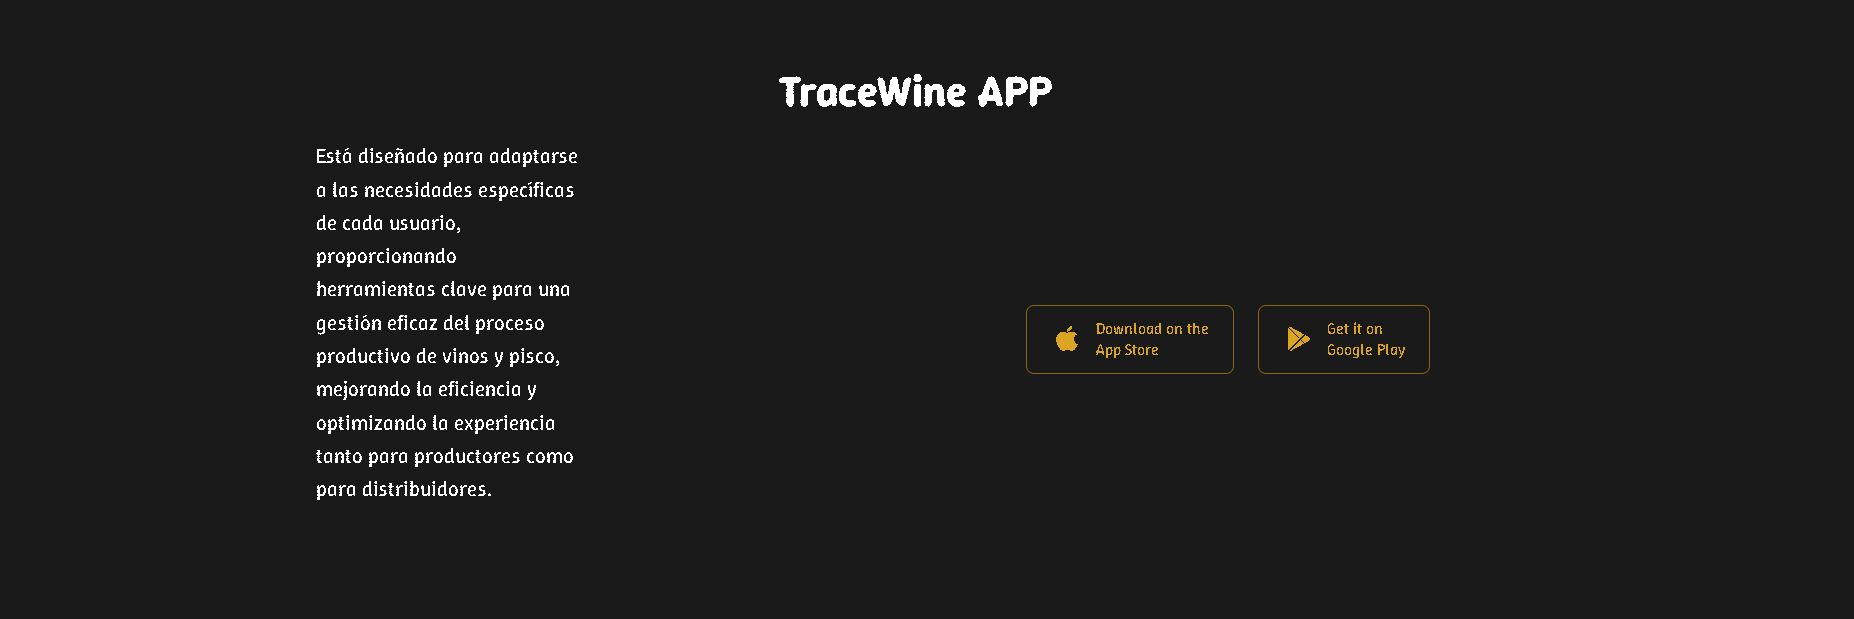 TraceWine APP
Está diseñado para adaptarse
a las necesidades específicas
de cada usuario,
proporcionando
herramientas clave para una
gestión eficaz del proceso
productivo de vinos y pisco,
mejorando la eficiencia y
optimizando la experiencia
tanto para productores como
para distribuidores.
Download on the
App Store
Get it on
Google Play